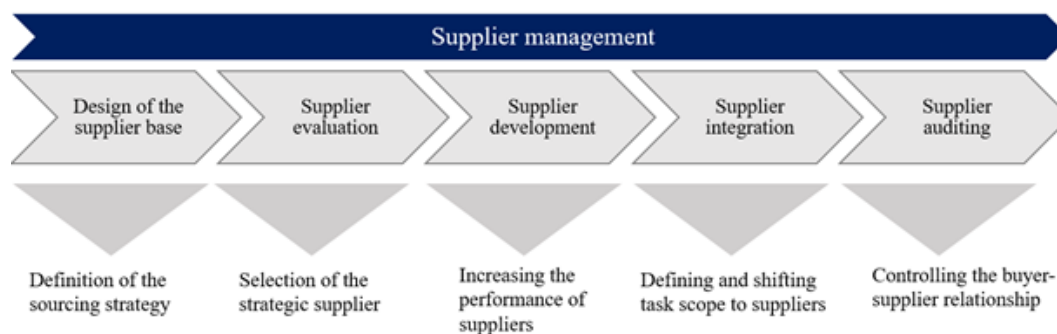 Supplier management
Design of the
supplier base
Supplier
evaluation
Supplier
development
Supplier
integration
Supplier
auditing
Definition of the
sourcing strategy
Selection of the
strategic supplier
Increasing the
performance of
suppliers
Defining and shifting
task scope to suppliers
Controlling the buyer-
supplier relationship